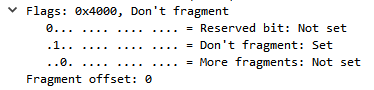 Flags: 0x4000, Don't fragment
0... .... .... .... = Reserved bit: Not set
.1.. .... .... .... = Don't fragment: Set
..0. .... .... .... = More fragments: Not set
Fragment offset: 0